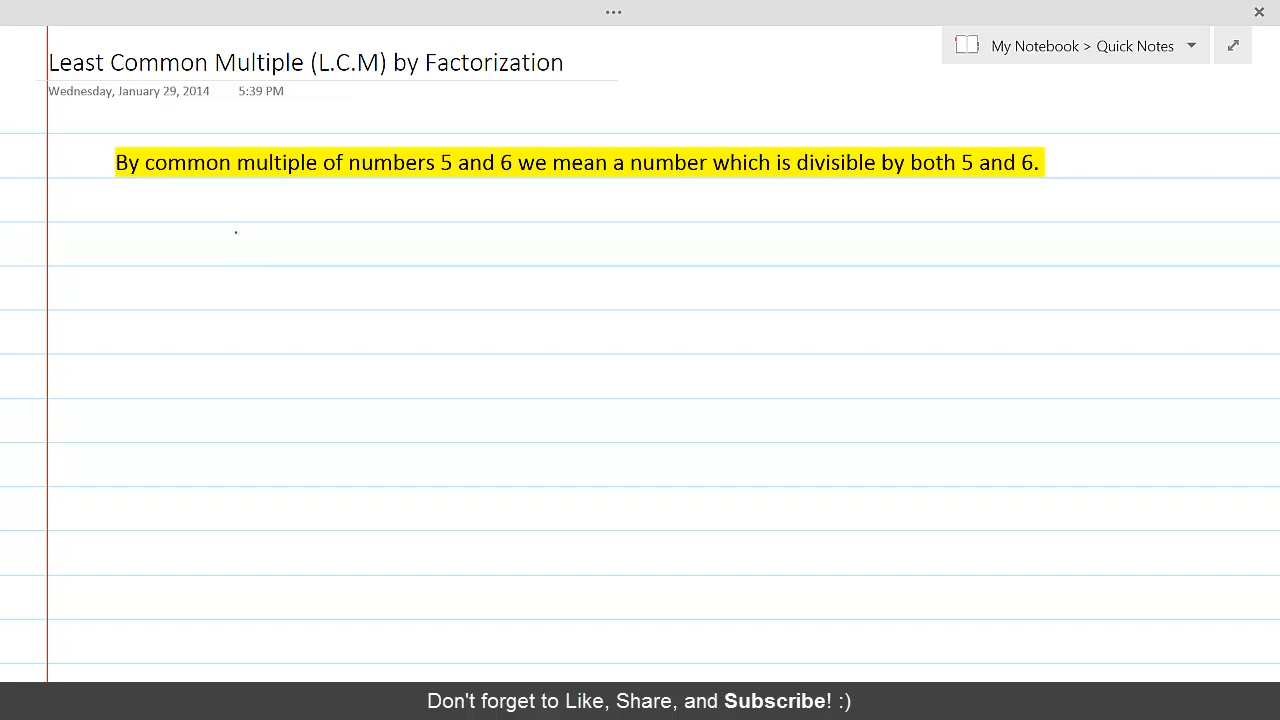 My Notebook > Quick Notes
Least Common Multiple (L.C.M) by Factorization
Wednesday, January 29, 2014 5:39 PM
By common multiple of numbers 5 and 6 we mean a number which is divisible by both 5 and 6.
Don't forget to Like, Share, and Subscribe! :)